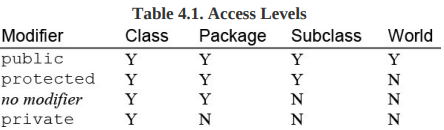 Table 4.1. Access Levels
Modifier Class Package Subclass World
public Y Y Y Y
protected Y Y Y N
no modifier Y Y N N
private Y N N N